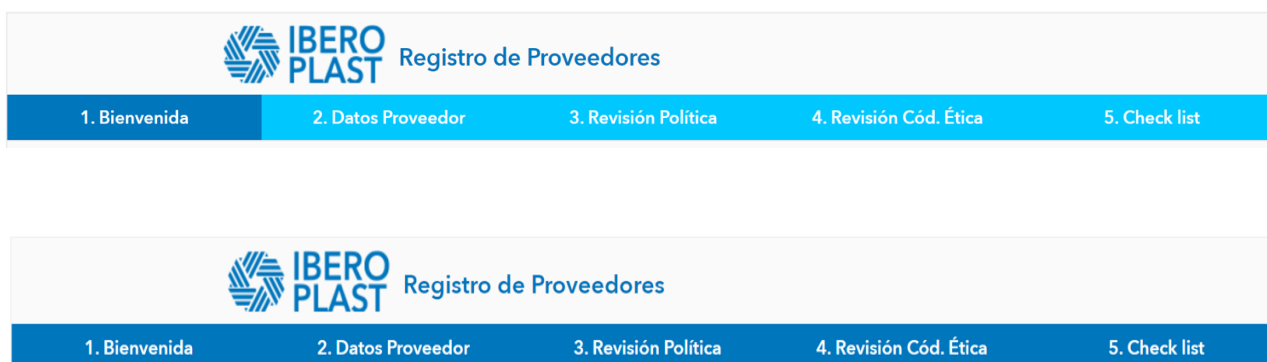 IBERO
PLAST
Registro de Proveedores
1. Bienvenida 2. Datos Proveedor 3. Revisión Política 4. Revisión Cód. Ética 5. Check list
IBERO
PLAST
Registro de Proveedores
1. Bienvenida 2. Datos Proveedor 3. Revisión Política 4. Revisión Cód. Ética 5. Check list